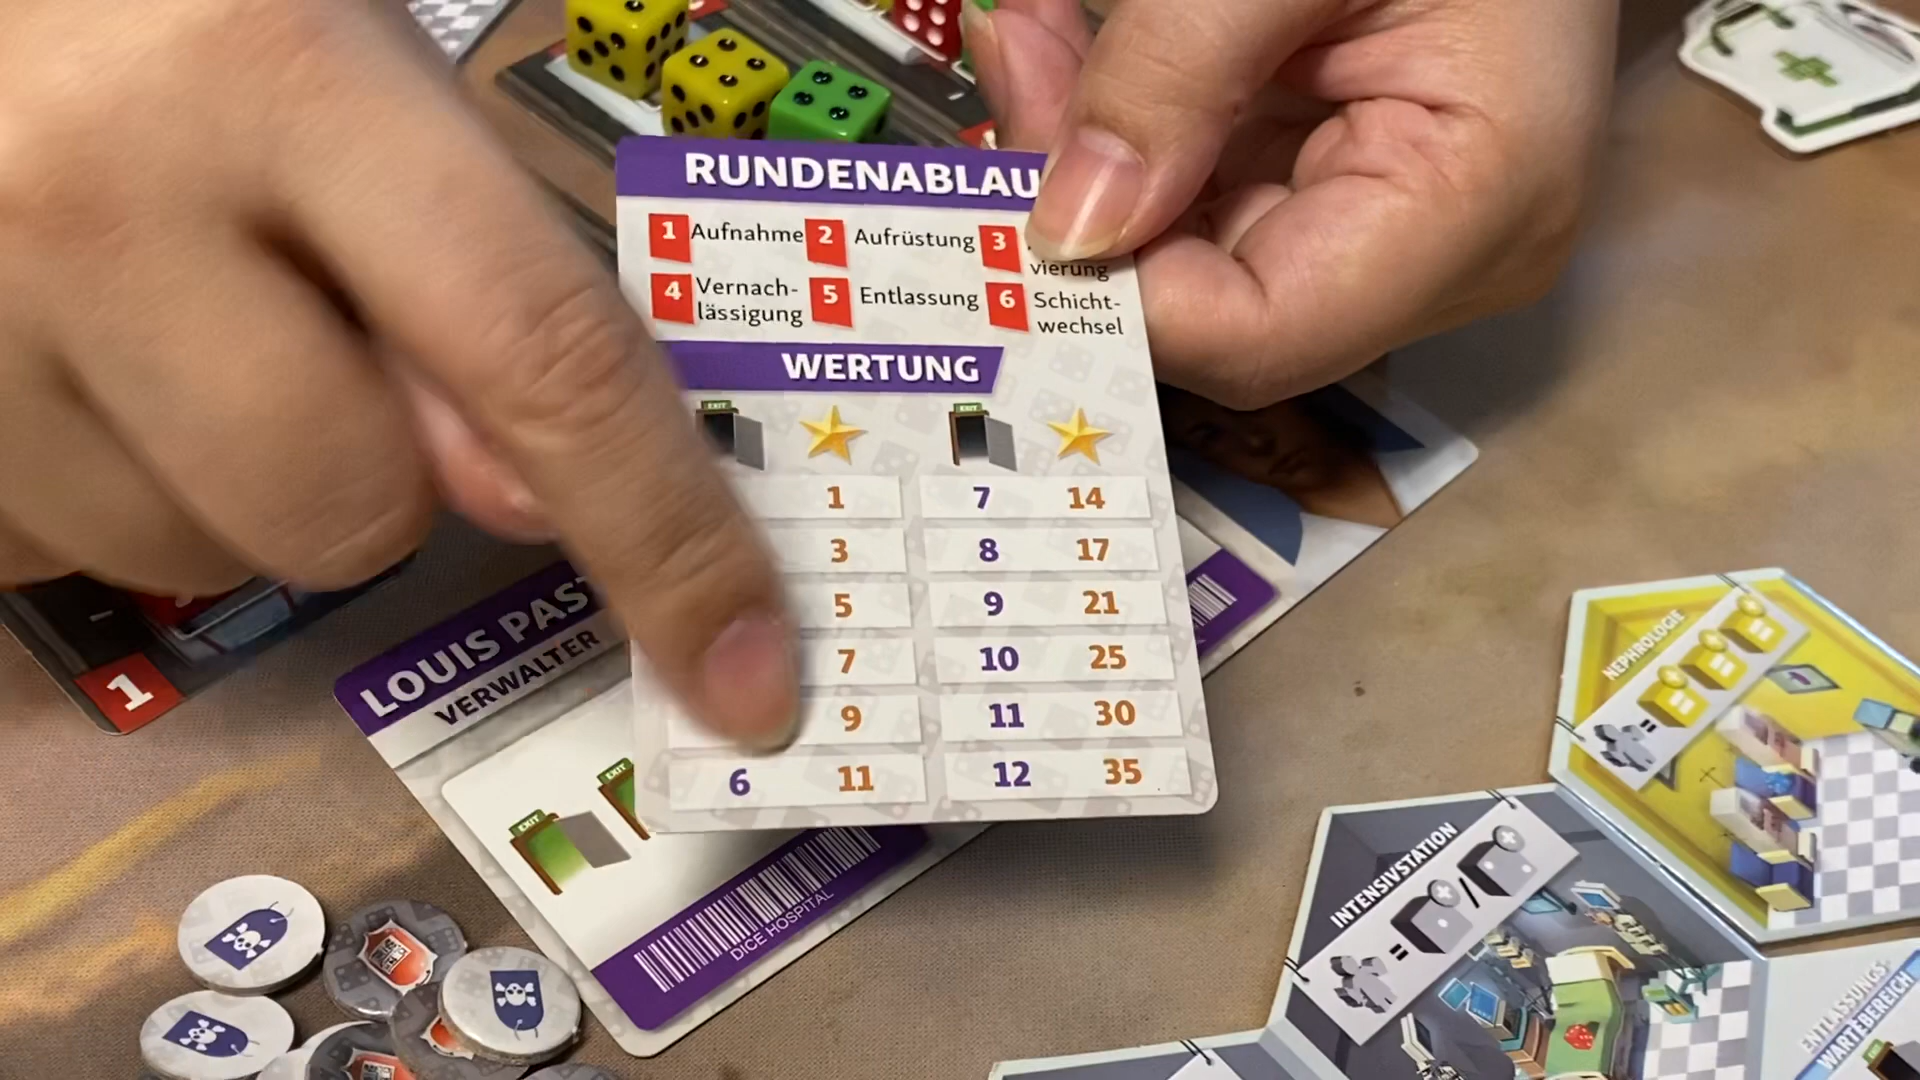 RUNDENABLAU
1 Aufnahme 2 Aufrüstung 3
vierung
4 Vernach-
lässigung 5 Entlassung 6 Schicht-
wechsel
WERTUNG
EXIT EXIT
1 7 14
3 8 17
5 9 21
7 10 25
9 11 30
6 11 12 35
LOUIS PAST
VERWALTER
EXIT
EXIT
DICE HOSPITAL
1
NEPHROLOGIE
INTENSIVSTATION
ENTLASSUNGS-
WARTEBEREICH